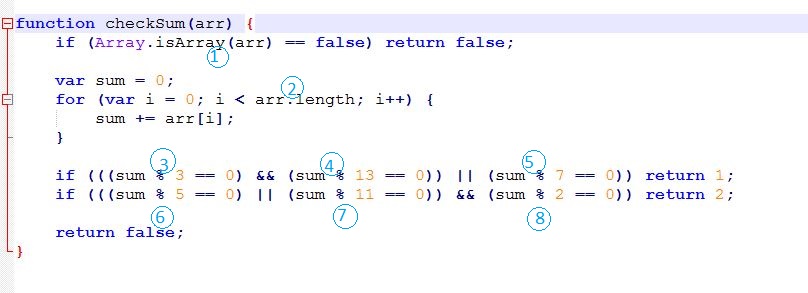 function checkSum(arr) {
if (Array.isArray(arr) == false) return false;
1
var sum = 0;
2
for (var i = 0; i < arr.length; i++) {
sum += arr[i];
}
3 4 5
if (((sum % 3 == 0) && (sum % 13 == 0)) || (sum % 7 == 0)) return 1;
if (((sum % 5 == 0) || (sum % 11 == 0)) && (sum % 2 == 0)) return 2;
6 7 8
return false;
}